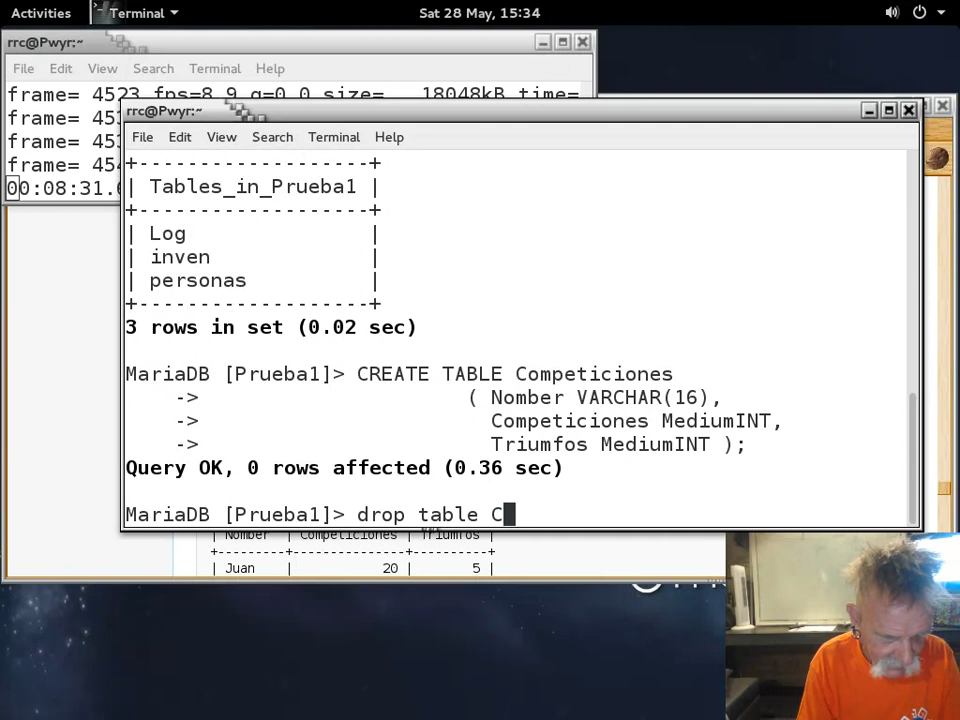 Activities Terminal Sat 28 May, 15:34
rrc@Pwyr:~
File Edit View Search Terminal Help
frame= 4523 fps=8.9 q=0.0 size= 18048kB time=
frame= 45
frame= 45
frame= 454
00:08:31.
rrc@Pwyr:~
File Edit View Search Terminal Help
+-------------------+
| Tables_in_Prueba1 |
+-------------------+
| Log |
| inven |
| personas |
+-------------------+
3 rows in set (0.02 sec)
MariaDB [Prueba1]> CREATE TABLE Competiciones
-> ( Nomber VARCHAR(16),
-> Competiciones MediumINT,
-> Triumfos MediumINT );
Query OK, 0 rows affected (0.36 sec)
MariaDB [Prueba1]> drop table C
| Nomber | Competiciones | Triumfos |
+---------+---------------+----------+
| Juan | 20 | 5 |